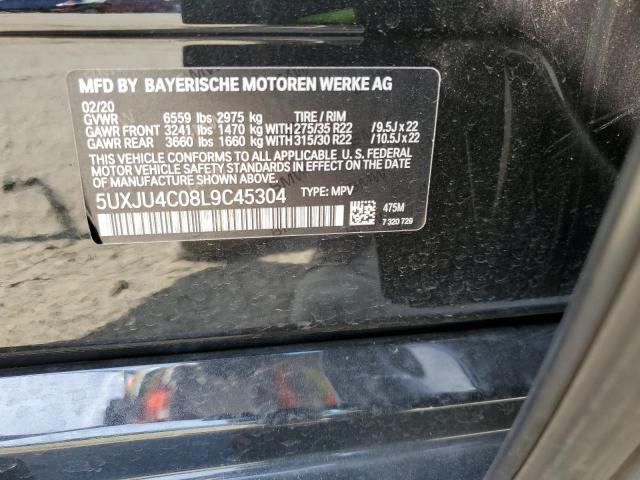 MFD BY BAYERISCHE MOTOREN WERKE AG
02/20
GVWR 6559 lbs 2975 kg TIRE / RIM
GAWR FRONT 3241 lbs 1470 kg WITH 275/35 R22 /9.5J x 22
GAWR REAR 3660 lbs 1660 kg WITH 315/30 R22 /10.5J x 22
THIS VEHICLE CONFORMS TO ALL APPLICABLE U. S. FEDERAL
MOTOR VEHICLE SAFETY STANDARDS IN EFFECT ON THE DATE OF
MANUFACTURE SHOWN ABOVE.
5UXJU4C08L9C45304 TYPE: MPV
475M
7 320 729